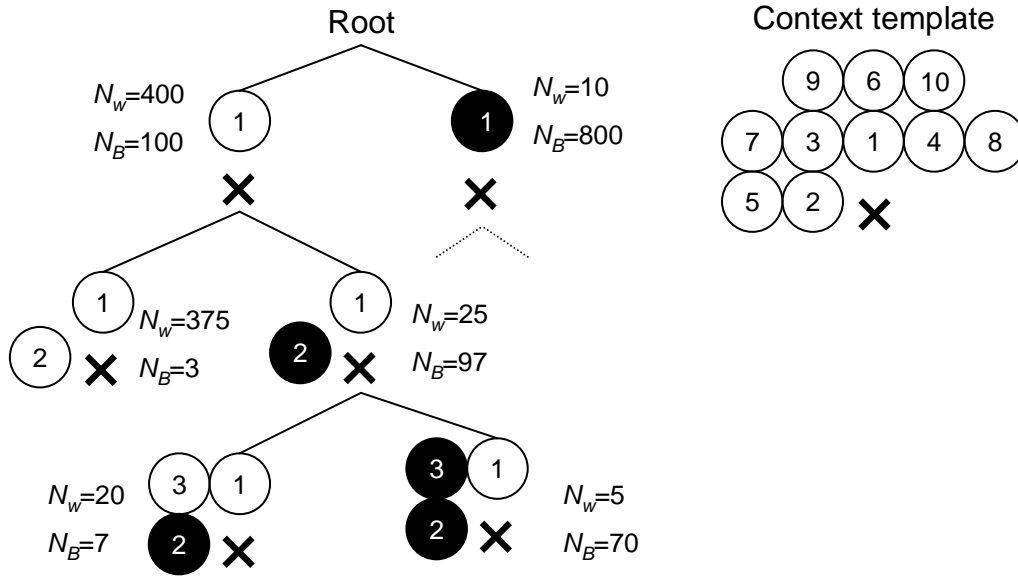 Root
Context template
N_w=400
N_B=100
1
1
N_w=10
N_B=800
9 6 10
7 3 1 4 8
5 2
1
N_w=375
2
N_B=3
1
N_w=25
2
N_B=97
N_w=20
3 1
N_B=7
2
3 1
N_w=5
2
N_B=70